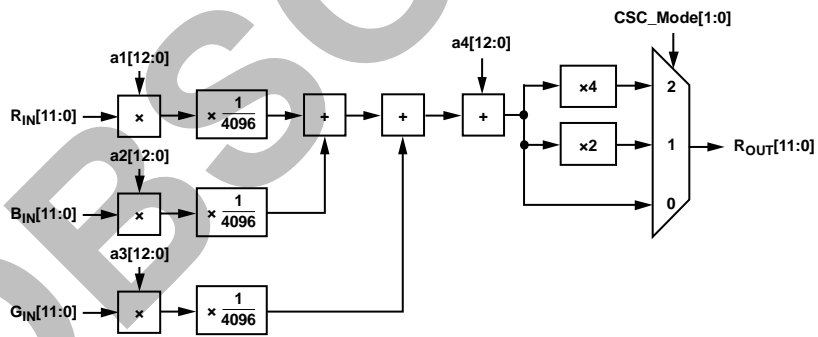 CSC_Mode[1:0]
a1[12:0]
a4[12:0]
R_IN[11:0]
×
× 1/4096
+
+
+
×4
2
a2[12:0]
×2
1
R_OUT[11:0]
B_IN[11:0]
×
× 1/4096
0
a3[12:0]
G_IN[11:0]
×
× 1/4096
OBSO